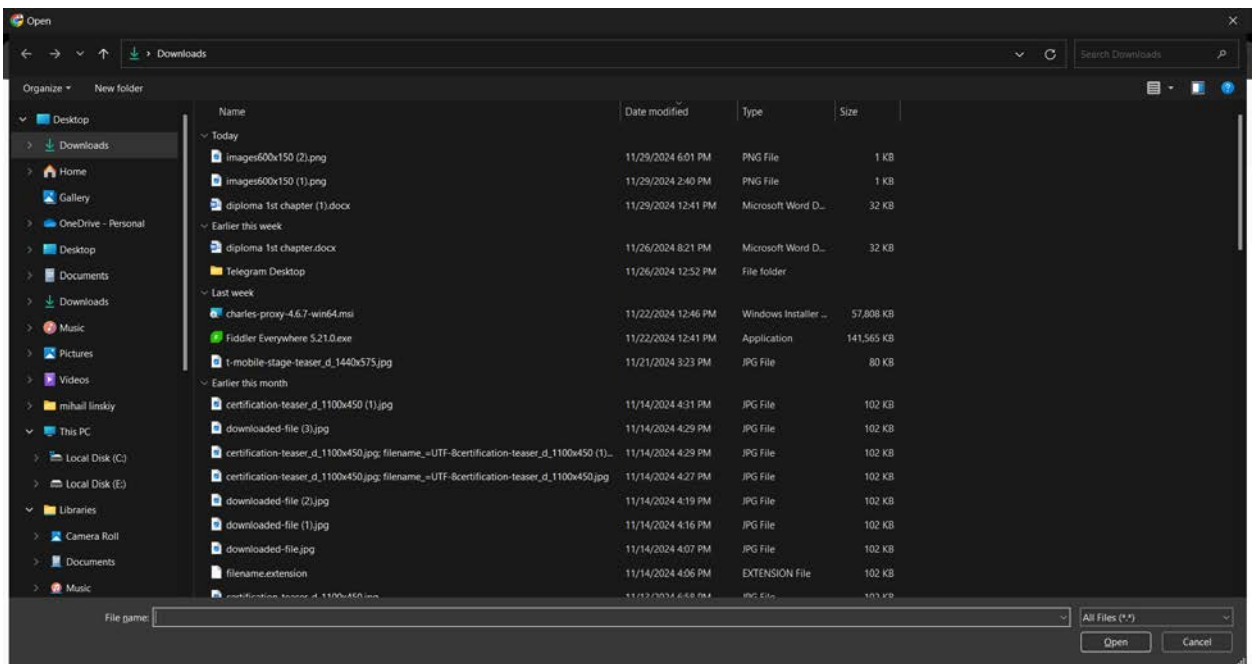 Open
Downloads
Search Downloads
Organize
New folder
Name Date modified Type Size
Desktop
Downloads
Home
Gallery
OneDrive - Personal
Desktop
Documents
Downloads
Music
Pictures
Videos
mihail linskiy
This PC
Local Disk (C:)
Local Disk (E:)
Libraries
Camera Roll
Documents
Music
Today
images600x150 (2).png 11/29/2024 6:01 PM PNG File 1 KB
images600x150 (1).png 11/29/2024 2:40 PM PNG File 1 KB
diploma 1st chapter (1).docx 11/29/2024 12:41 PM Microsoft Word D... 32 KB
Earlier this week
diploma 1st chapter.docx 11/26/2024 8:21 PM Microsoft Word D... 32 KB
Telegram Desktop 11/26/2024 12:52 PM File folder
Last week
charles-proxy-4.6.7-win64.msi 11/22/2024 12:46 PM Windows Installer ... 57,808 KB
Fiddler Everywhere 5.21.0.exe 11/22/2024 12:41 PM Application 141,565 KB
t-mobile-stage-teaser_d_1440x575.jpg 11/21/2024 3:23 PM JPG File 80 KB
Earlier this month
certification-teaser_d_1100x450 (1).jpg 11/14/2024 4:31 PM JPG File 102 KB
downloaded-file (3).jpg 11/14/2024 4:29 PM JPG File 102 KB
certification-teaser_d_1100x450.jpg; filename_=UTF-8certification-teaser_d_1100x450 (1)... 11/14/2024 4:29 PM JPG File 102 KB
certification-teaser_d_1100x450.jpg; filename_=UTF-8certification-teaser_d_1100x450.jpg 11/14/2024 4:27 PM JPG File 102 KB
downloaded-file (2).jpg 11/14/2024 4:19 PM JPG File 102 KB
downloaded-file (1).jpg 11/14/2024 4:16 PM JPG File 102 KB
downloaded-file.jpg 11/14/2024 4:07 PM JPG File 102 KB
filename.extension 11/14/2024 4:06 PM EXTENSION File 102 KB
certification-teaser_d_1100x450.jpg 11/13/2024 6:58 PM JPG File 102 KB
File name:
All Files (*.*)
Open Cancel